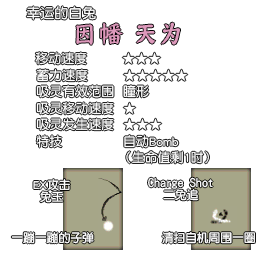 幸运的白兔
因幡 天为
移动速度 ☆☆☆
蓄力速度 ☆☆☆☆☆
吸灵有效范围 瞳形
吸灵移动速度 ☆
吸灵发生速度 ☆☆☆
特技 自动Bomb
(生命值剩1时)
EX攻击
兔玉
一蹦一蹦的子弹
Charge Shot
二兔追
清扫自机周围一圈